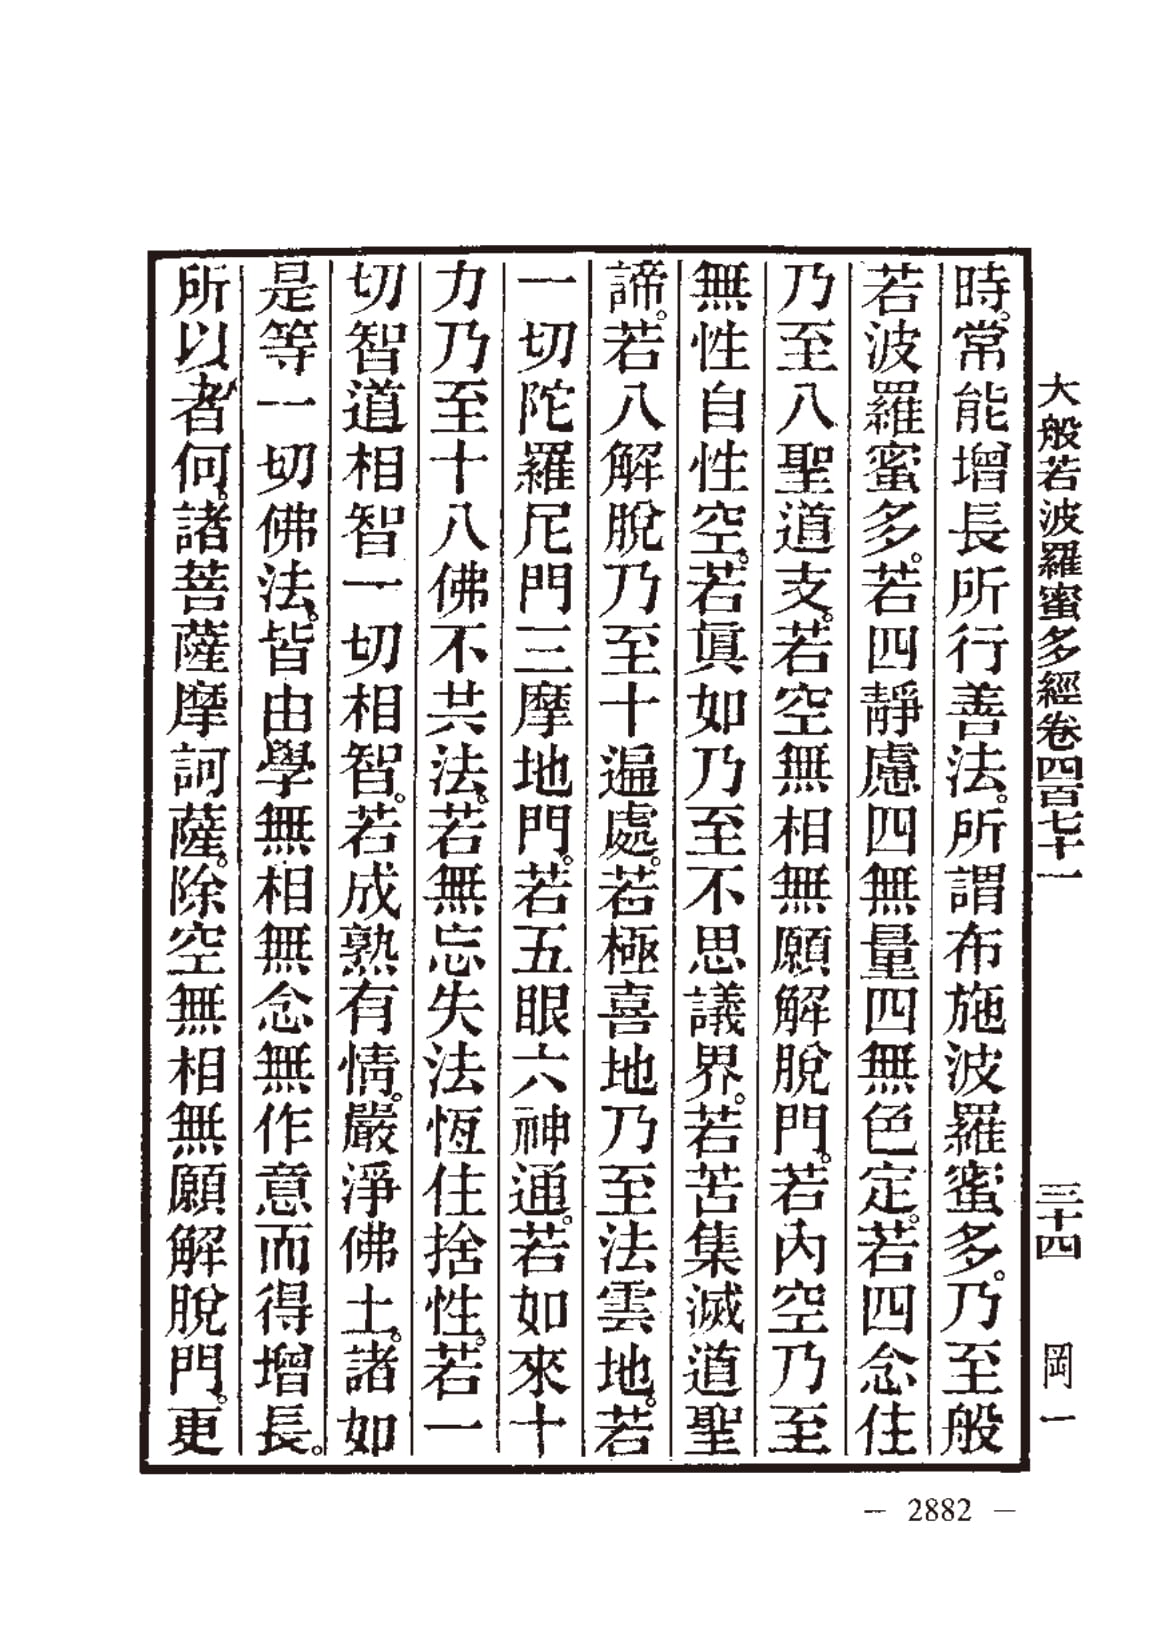 大般若波羅蜜多經卷四百七十一 三十四 岡一
時。常能增長所行善法。所謂布施波羅蜜多。乃至般
若波羅蜜多。若四靜慮四無量四無色定。若四念住
乃至八聖道支。若空無相無願解脫門。若內空乃至
無性自性空。若眞如乃至不思議界。若苦集滅道聖
諦。若八解脫乃至十遍處。若極喜地乃至法雲地。若
一切陀羅尼門三摩地門。若五眼六神通。若如來十
力乃至十八佛不共法。若無忘失法恆住捨性。若一
切智道相智一切相智。若成熟有情。嚴淨佛土。諸如
是等一切佛法。皆由學無相無念無作意而得增長。
所以者何。諸菩薩摩訶薩。除空無相無願解脫門。更
— 2882 —